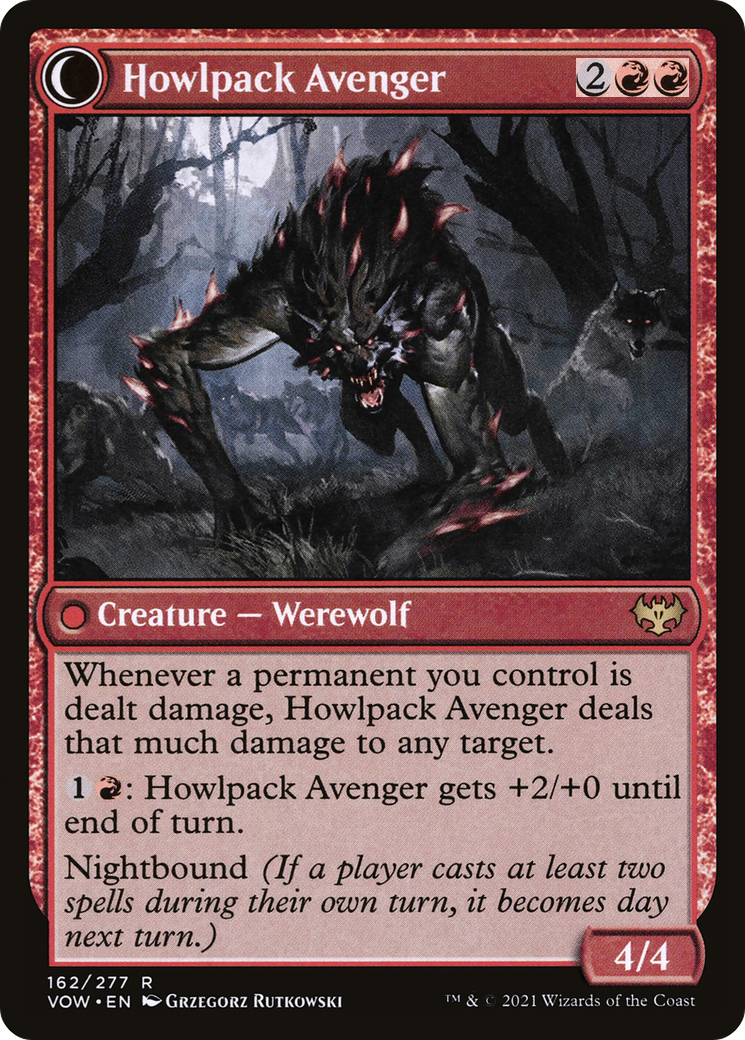 Howlpack Avenger 2
Creature — Werewolf
Whenever a permanent you control is
dealt damage, Howlpack Avenger deals
that much damage to any target.
1 : Howlpack Avenger gets +2/+0 until
end of turn.
Nightbound (If a player casts at least two
spells during their own turn, it becomes day
next turn.)
4/4
162/277 R
VOW • EN Grzegorz Rutkowski
™ & © 2021 Wizards of the Coast